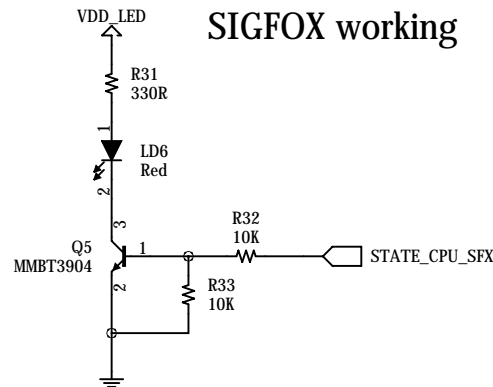 VDD_LED
SIGFOX working
R31
330R
1
LD6
Red
2
3
Q5
MMBT3904
1
2
R32
10K
STATE_CPU_SFX
R33
10K